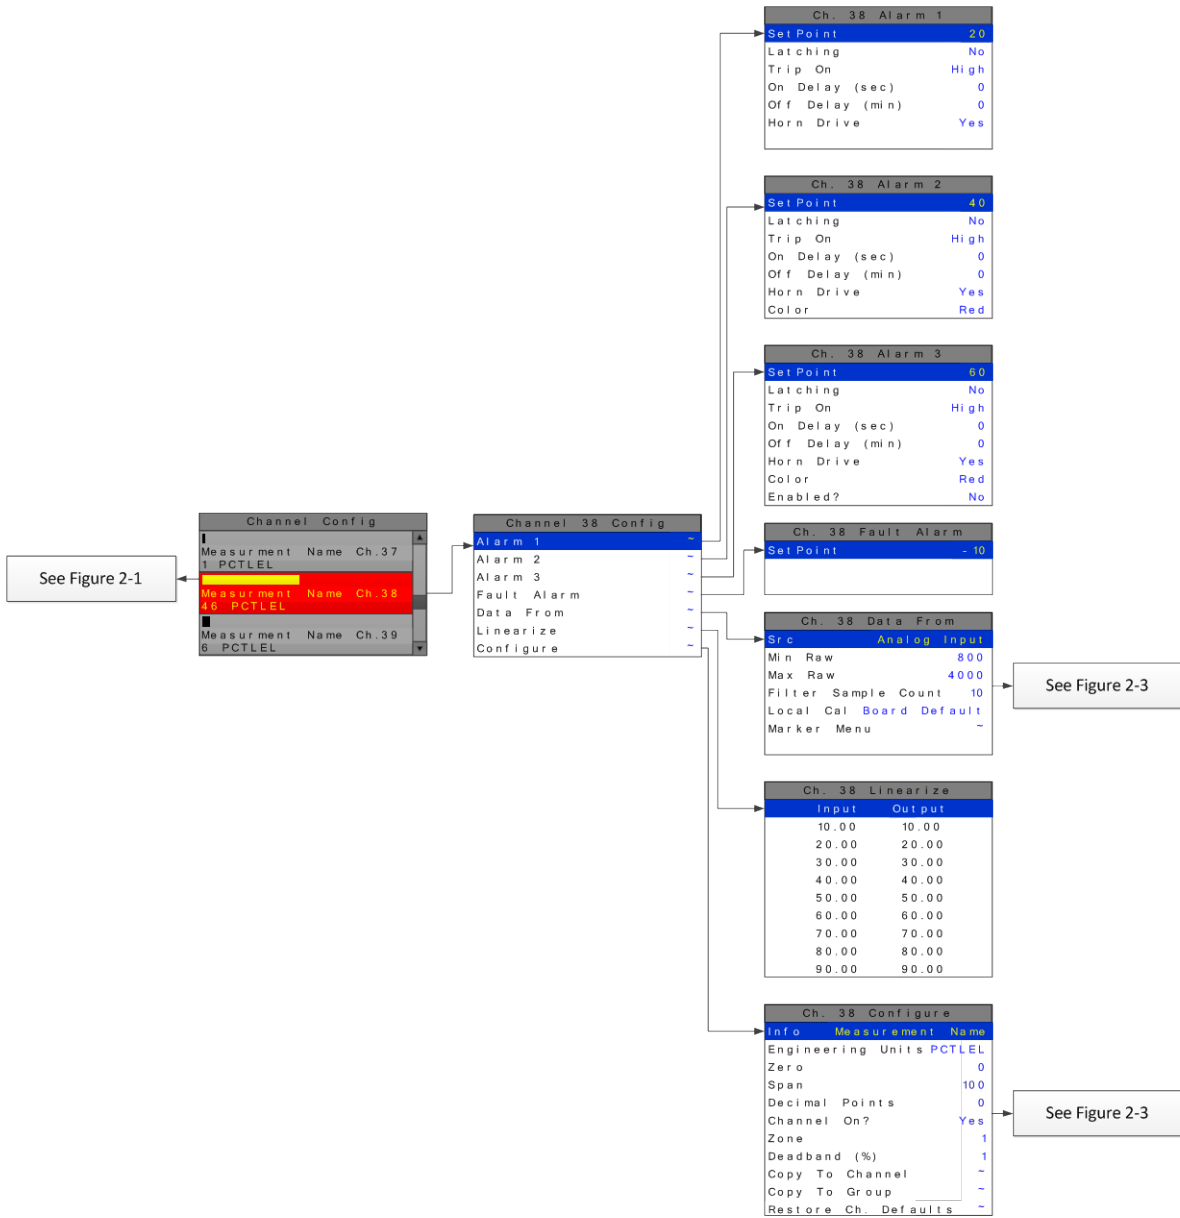 See Figure 2-1
Channel Config
Measurment Name Ch.37
1 PCTLEL
Measurment Name Ch.38
46 PCTLEL
Measurment Name Ch.39
6 PCTLEL
Channel 38 Config
Alarm 1 ~
Alarm 2 ~
Alarm 3 ~
Fault Alarm ~
Data From ~
Linearize ~
Configure ~
Ch. 38 Alarm 1
SetPoint 20
Latching No
Trip On High
On Delay (sec) 0
Off Delay (min) 0
Horn Drive Yes
Ch. 38 Alarm 2
SetPoint 40
Latching No
Trip On High
On Delay (sec) 0
Off Delay (min) 0
Horn Drive Yes
Color Red
Ch. 38 Alarm 3
SetPoint 60
Latching No
Trip On High
On Delay (sec) 0
Off Delay (min) 0
Horn Drive Yes
Color Red
Enabled? No
Ch. 38 Fault Alarm
SetPoint -10
Ch. 38 Data From
Src Analog Input
Min Raw 800
Max Raw 4000
Filter Sample Count 10
Local Cal Board Default
Marker Menu ~
See Figure 2-3
Ch. 38 Linearize
Input Output
10.00 10.00
20.00 20.00
30.00 30.00
40.00 40.00
50.00 50.00
60.00 60.00
70.00 70.00
80.00 80.00
90.00 90.00
Ch. 38 Configure
Info Measurement Name
Engineering Units PCTLEL
Zero 0
Span 100
Decimal Points 0
Channel On? Yes
Zone 1
Deadband (%) 1
Copy To Channel ~
Copy To Group ~
Restore Ch. Defaults ~
See Figure 2-3